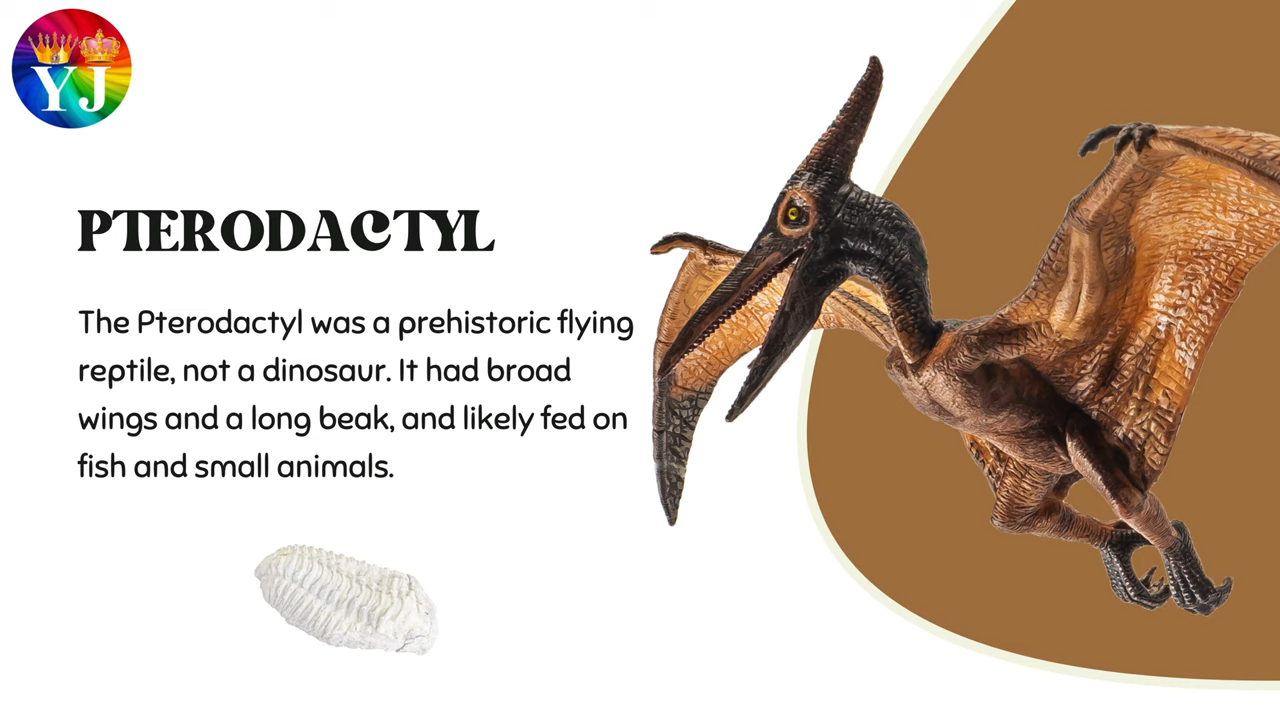 YJ
PTERODACTYL
The Pterodactyl was a prehistoric flying
reptile, not a dinosaur. It had broad
wings and a long beak, and likely fed on
fish and small animals.